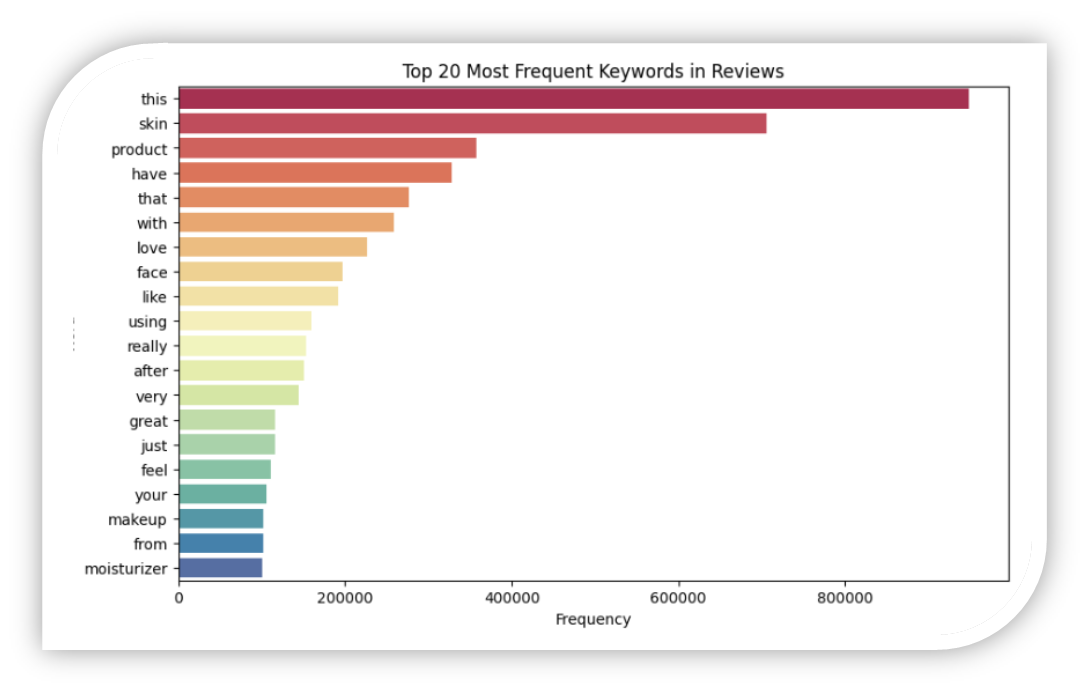 Top 20 Most Frequent Keywords in Reviews
this
skin
product
have
that
with
love
face
like
using
really
after
very
great
just
feel
your
makeup
from
moisturizer
0 200000 400000 600000 800000
Frequency